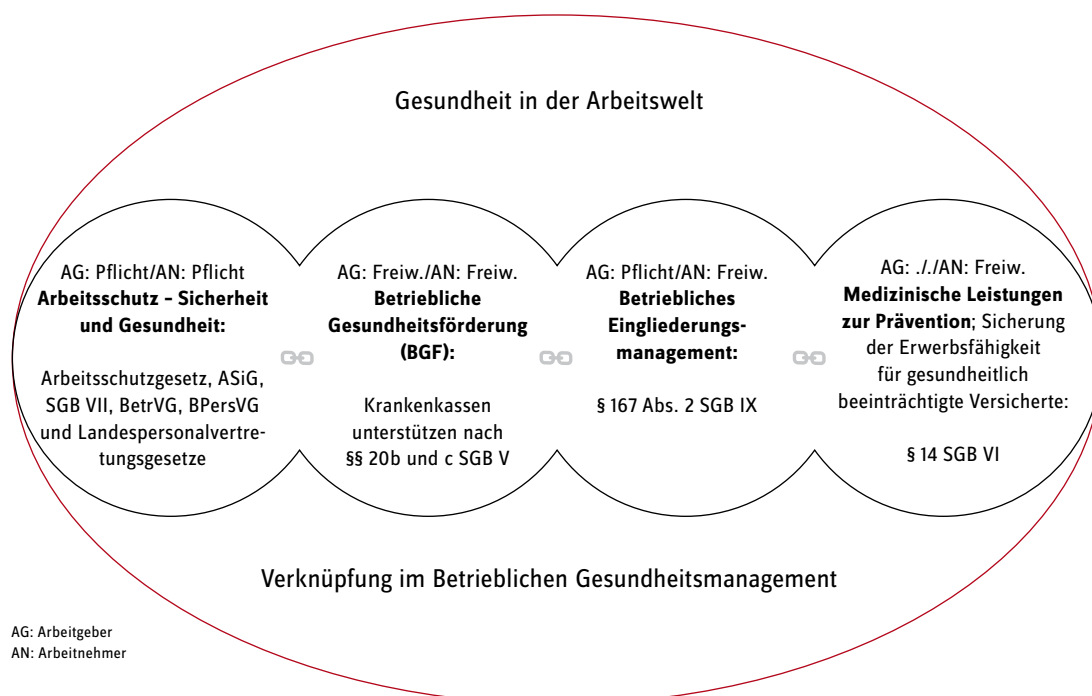 Gesundheit in der Arbeitswelt
AG: Pflicht/AN: Pflicht
Arbeitsschutz – Sicherheit
und Gesundheit:
Arbeitsschutzgesetz, ASiG,
SGB VII, BetrVG, BPersVG
und Landespersonalvertre-
tungsgesetze
AG: Freiw./AN: Freiw.
Betriebliche
Gesundheitsförderung
(BGF):
Krankenkassen
unterstützen nach
§§ 20b und c SGB V
AG: Pflicht/AN: Freiw.
Betriebliches
Eingliederungs-
management:
§ 167 Abs. 2 SGB IX
AG: ././AN: Freiw.
Medizinische Leistungen
zur Prävention; Sicherung
der Erwerbsfähigkeit
für gesundheitlich
beeinträchtigte Versicherte:
§ 14 SGB VI
Verknüpfung im Betrieblichen Gesundheitsmanagement
AG: Arbeitgeber
AN: Arbeitnehmer